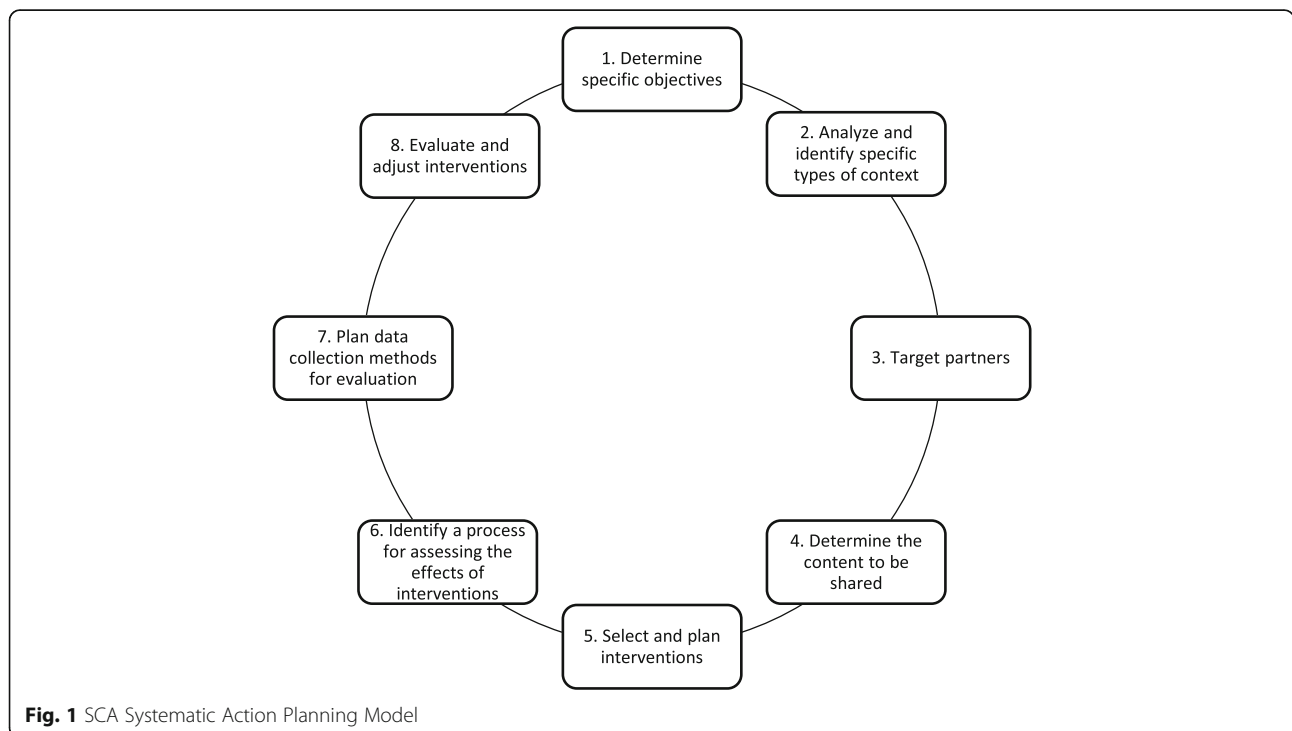 1. Determine
specific objectives
2. Analyze and
identify specific
types of context
3. Target partners
4. Determine the
content to be
shared
5. Select and plan
interventions
6. Identify a process
for assessing the
effects of
interventions
7. Plan data
collection methods
for evaluation
8. Evaluate and
adjust interventions
Fig. 1 SCA Systematic Action Planning Model